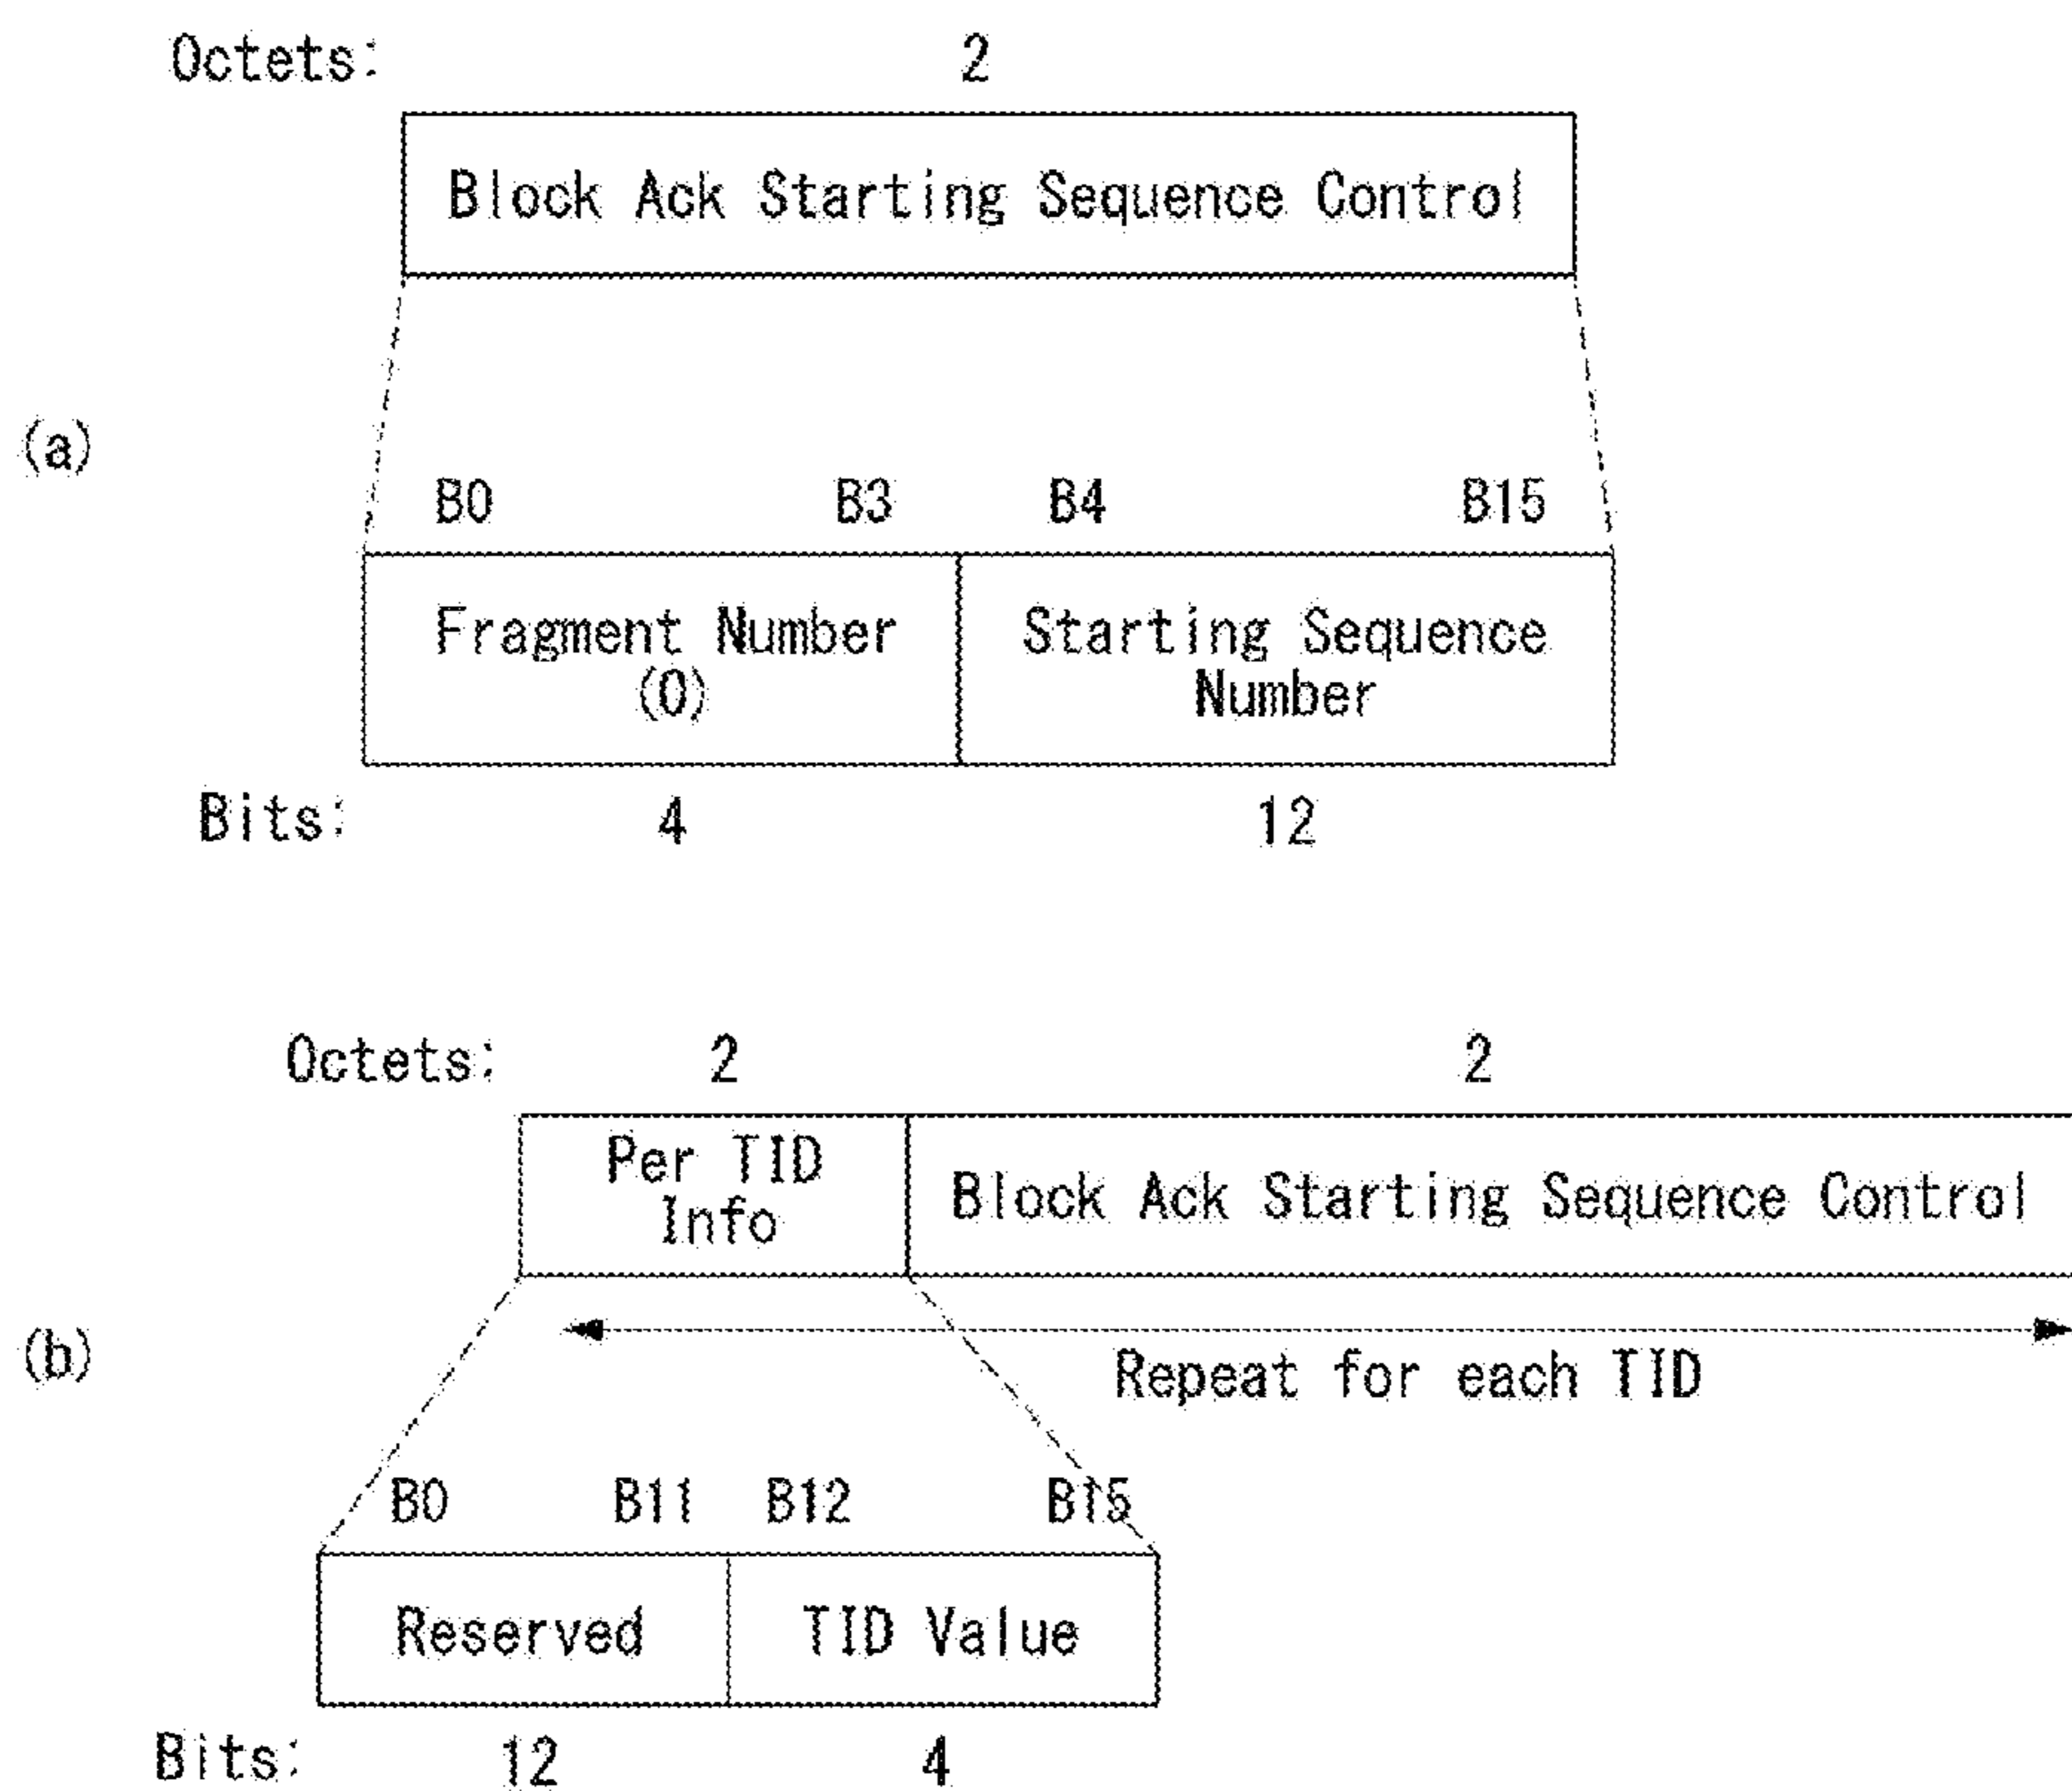 Octets: 2
Block Ack Starting Sequence Control
(a)
B0 B3 B4 B15
Fragment Number
(0)
Starting Sequence
Number
Bits: 4 12
Octets: 2 2
Per TID
Info
Block Ack Starting Sequence Control
(b)
Repeat for each TID
B0 B11 B12 B15
Reserved TID Value
Bits: 12 4